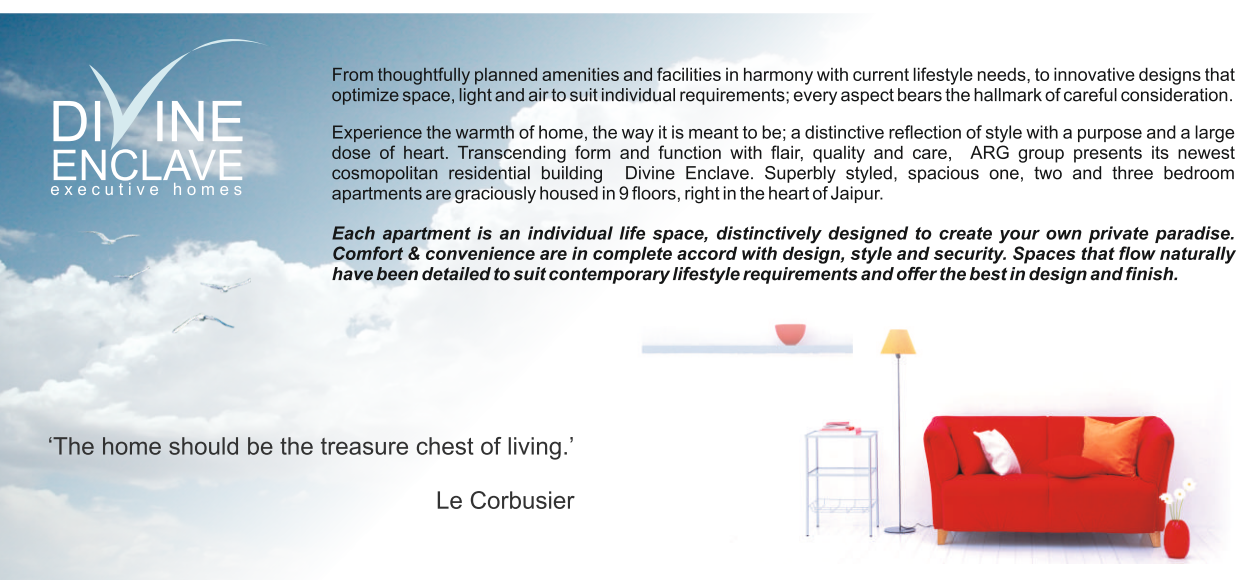 DIVINE
ENCLAVE
executive homes
From thoughtfully planned amenities and facilities in harmony with current lifestyle needs, to innovative designs that
optimize space, light and air to suit individual requirements; every aspect bears the hallmark of careful consideration.
Experience the warmth of home, the way it is meant to be; a distinctive reflection of style with a purpose and a large
dose of heart. Transcending form and function with flair, quality and care, ARG group presents its newest
cosmopolitan residential building Divine Enclave. Superbly styled, spacious one, two and three bedroom
apartments are graciously housed in 9 floors, right in the heart of Jaipur.
Each apartment is an individual life space, distinctively designed to create your own private paradise.
Comfort & convenience are in complete accord with design, style and security. Spaces that flow naturally
have been detailed to suit contemporary lifestyle requirements and offer the best in design and finish.
‘The home should be the treasure chest of living.’
Le Corbusier